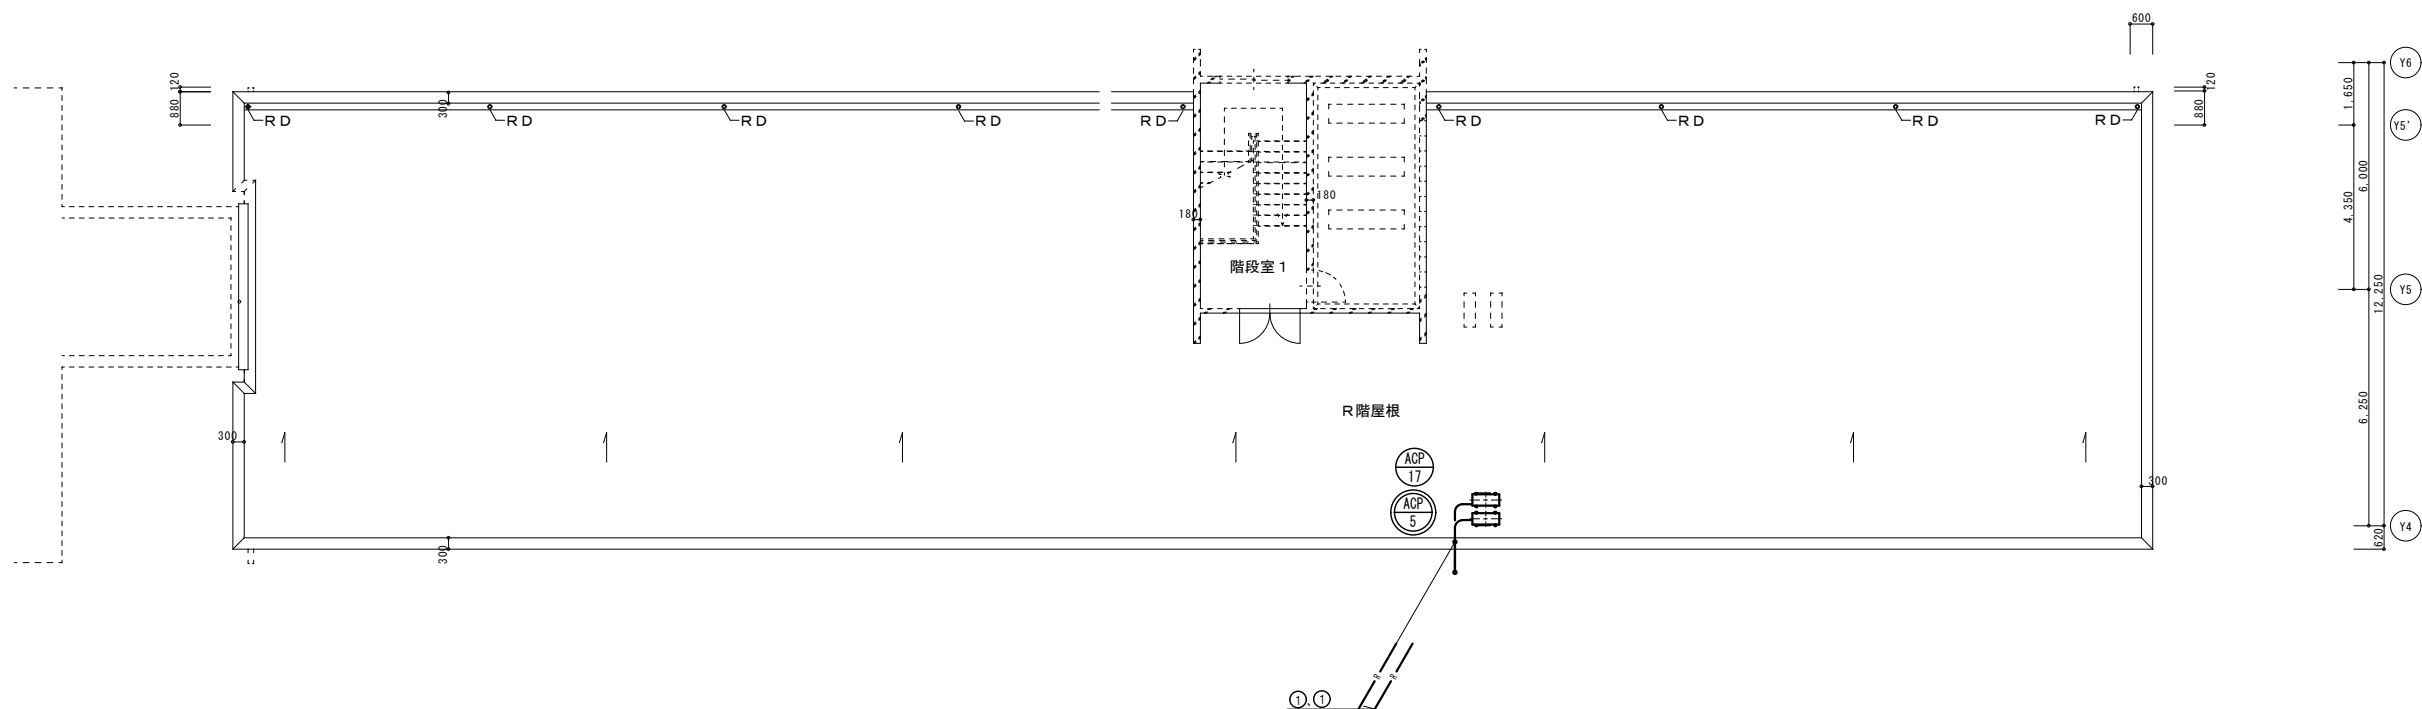 600
Y6
120
120
880
300
1,650
880
RD
RD
RD
RD
RD
RD
RD
RD
RD
Y5'
6,000
180
180
4,350
階段室1
Y5
12,250
R階屋根
6,250
300
ACP
17
300
ACP
5
Y4
300
620
R
R
①、①